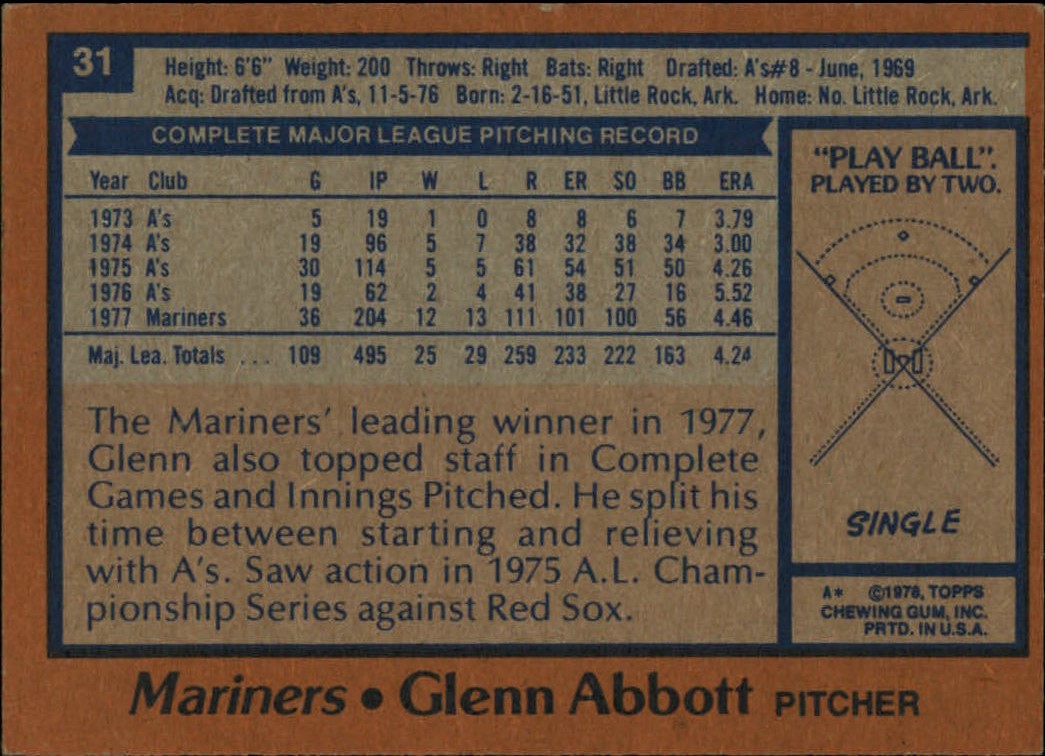 31
Height: 6'6" Weight: 200 Throws: Right Bats: Right Drafted: A's#8 - June, 1969
Acq: Drafted from A's, 11-5-76 Born: 2-16-51, Little Rock, Ark. Home: No. Little Rock, Ark.
COMPLETE MAJOR LEAGUE PITCHING RECORD
Year Club G IP W L R ER SO BB ERA
1973 A's 5 19 1 0 8 8 6 7 3.79
1974 A's 19 96 5 7 38 32 38 34 3.00
1975 A's 30 114 5 5 61 54 51 50 4.26
1976 A's 19 62 2 4 41 38 27 16 5.52
1977 Mariners 36 204 12 13 111 101 100 56 4.46
Maj. Lea. Totals ... 109 495 25 29 259 233 222 163 4.24
The Mariners' leading winner in 1977,
Glenn also topped staff in Complete
Games and Innings Pitched. He split his
time between starting and relieving
with A's. Saw action in 1975 A.L. Cham-
pionship Series against Red Sox.
"PLAY BALL".
PLAYED BY TWO.
SINGLE
A* ©1978, TOPPS
CHEWING GUM, INC.
PRTD. IN U.S.A.
Mariners • Glenn Abbott PITCHER